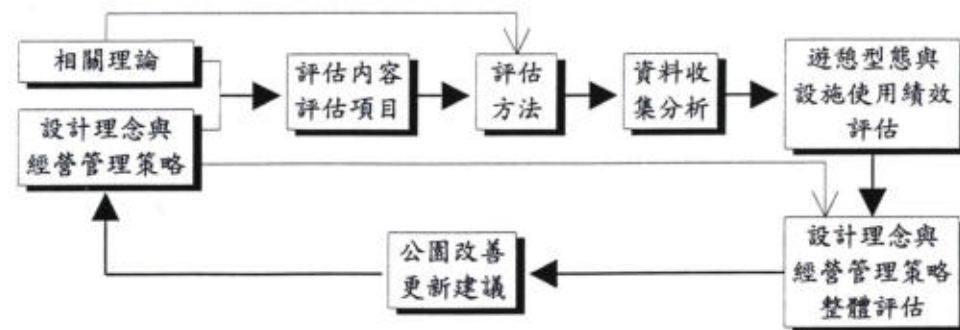 相關理論
設計理念與
經營管理策略
評估內容
評估項目
評估
方法
資料收
集分析
遊憩型態與
設施使用績效
評估
設計理念與
經營管理策略
整體評估
公園改善
更新建議